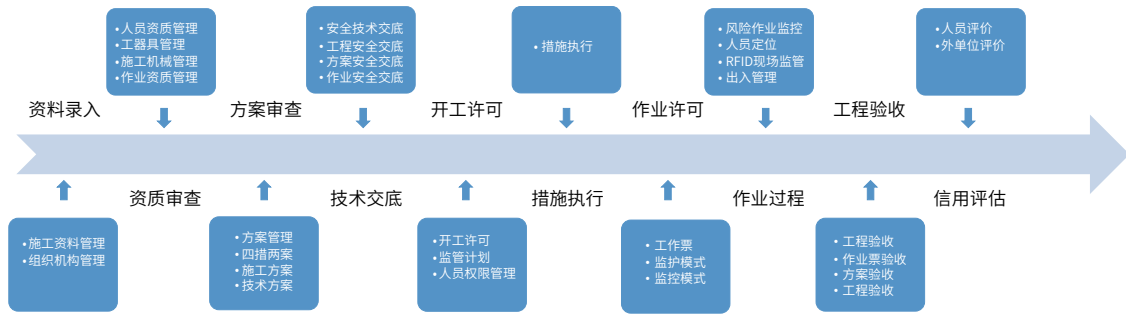 • 人员资质管理
• 工器具管理
• 施工机械管理
• 作业资质管理
• 安全技术交底
• 工程安全交底
• 方案安全交底
• 作业安全交底
• 措施执行
• 风险作业监控
• 人员定位
• RFID现场监管
• 出入管理
• 人员评价
• 外单位评价
资料录入
方案审查
开工许可
作业许可
工程验收
资质审查
技术交底
措施执行
作业过程
信用评估
• 施工资料管理
• 组织机构管理
• 方案管理
• 四措两案
• 施工方案
• 技术方案
• 开工许可
• 监管计划
• 人员权限管理
• 工作票
• 监护模式
• 监控模式
• 工程验收
• 作业票验收
• 方案验收
• 工程验收